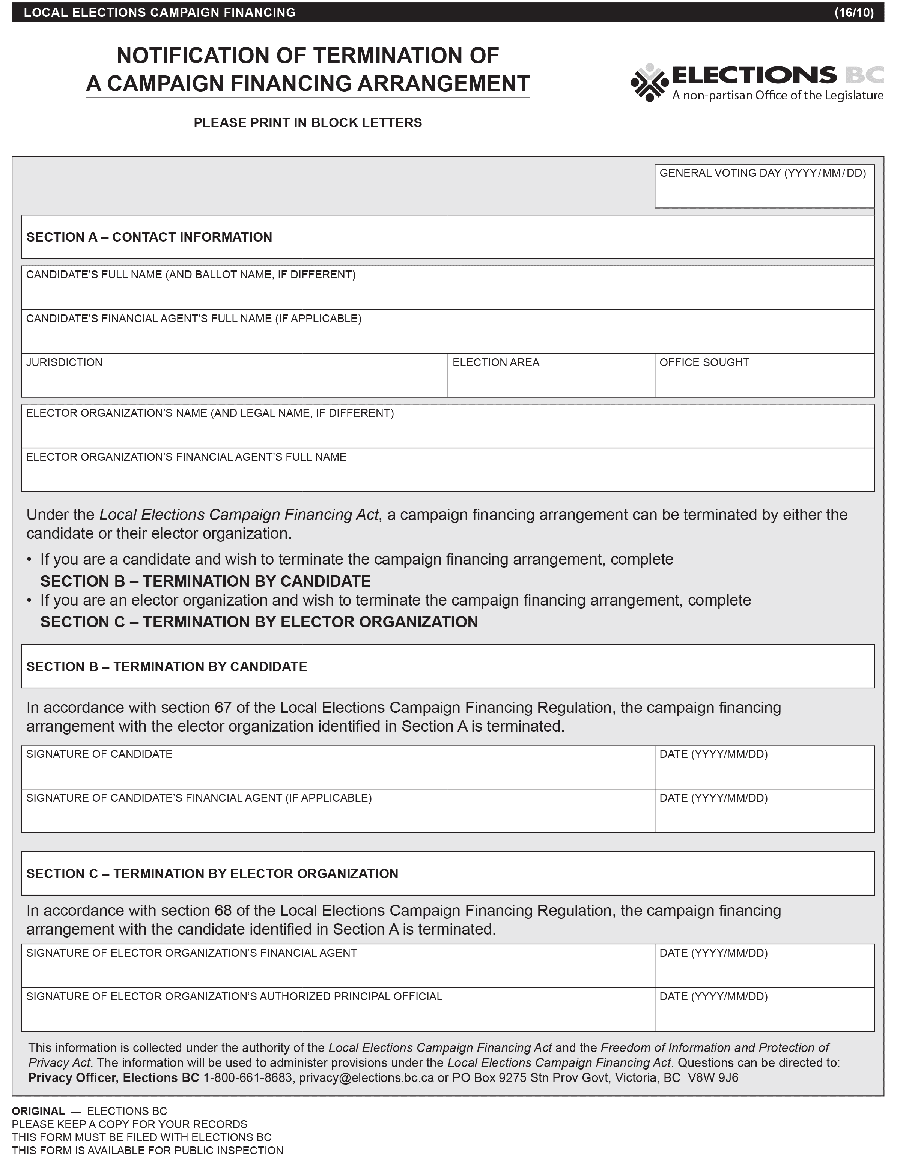 LOCAL ELECTIONS CAMPAIGN FINANCING (16/10)
NOTIFICATION OF TERMINATION OF
A CAMPAIGN FINANCING ARRANGEMENT
ELECTIONS BC
A non-partisan Office of the Legislature
PLEASE PRINT IN BLOCK LETTERS
GENERAL VOTING DAY (YYYY/MM/DD)
SECTION A – CONTACT INFORMATION
CANDIDATE'S FULL NAME (AND BALLOT NAME, IF DIFFERENT)
CANDIDATE'S FINANCIAL AGENT'S FULL NAME (IF APPLICABLE)
JURISDICTION ELECTION AREA OFFICE SOUGHT
ELECTOR ORGANIZATION'S NAME (AND LEGAL NAME, IF DIFFERENT)
ELECTOR ORGANIZATION'S FINANCIAL AGENT'S FULL NAME
Under the Local Elections Campaign Financing Act, a campaign financing arrangement can be terminated by either the
candidate or their elector organization.
• If you are a candidate and wish to terminate the campaign financing arrangement, complete
SECTION B – TERMINATION BY CANDIDATE
• If you are an elector organization and wish to terminate the campaign financing arrangement, complete
SECTION C – TERMINATION BY ELECTOR ORGANIZATION
SECTION B – TERMINATION BY CANDIDATE
In accordance with section 67 of the Local Elections Campaign Financing Regulation, the campaign financing
arrangement with the elector organization identified in Section A is terminated.
SIGNATURE OF CANDIDATE DATE (YYYY/MM/DD)
SIGNATURE OF CANDIDATE'S FINANCIAL AGENT (IF APPLICABLE) DATE (YYYY/MM/DD)
SECTION C – TERMINATION BY ELECTOR ORGANIZATION
In accordance with section 68 of the Local Elections Campaign Financing Regulation, the campaign financing
arrangement with the candidate identified in Section A is terminated.
SIGNATURE OF ELECTOR ORGANIZATION'S FINANCIAL AGENT DATE (YYYY/MM/DD)
SIGNATURE OF ELECTOR ORGANIZATION'S AUTHORIZED PRINCIPAL OFFICIAL DATE (YYYY/MM/DD)
This information is collected under the authority of the Local Elections Campaign Financing Act and the Freedom of Information and Protection of
Privacy Act. The information will be used to administer provisions under the Local Elections Campaign Financing Act. Questions can be directed to:
Privacy Officer, Elections BC 1-800-661-8683, privacy@elections.bc.ca or PO Box 9275 Stn Prov Govt, Victoria, BC V8W 9J6
ORIGINAL — ELECTIONS BC
PLEASE KEEP A COPY FOR YOUR RECORDS
THIS FORM MUST BE FILED WITH ELECTIONS BC
THIS FORM IS AVAILABLE FOR PUBLIC INSPECTION